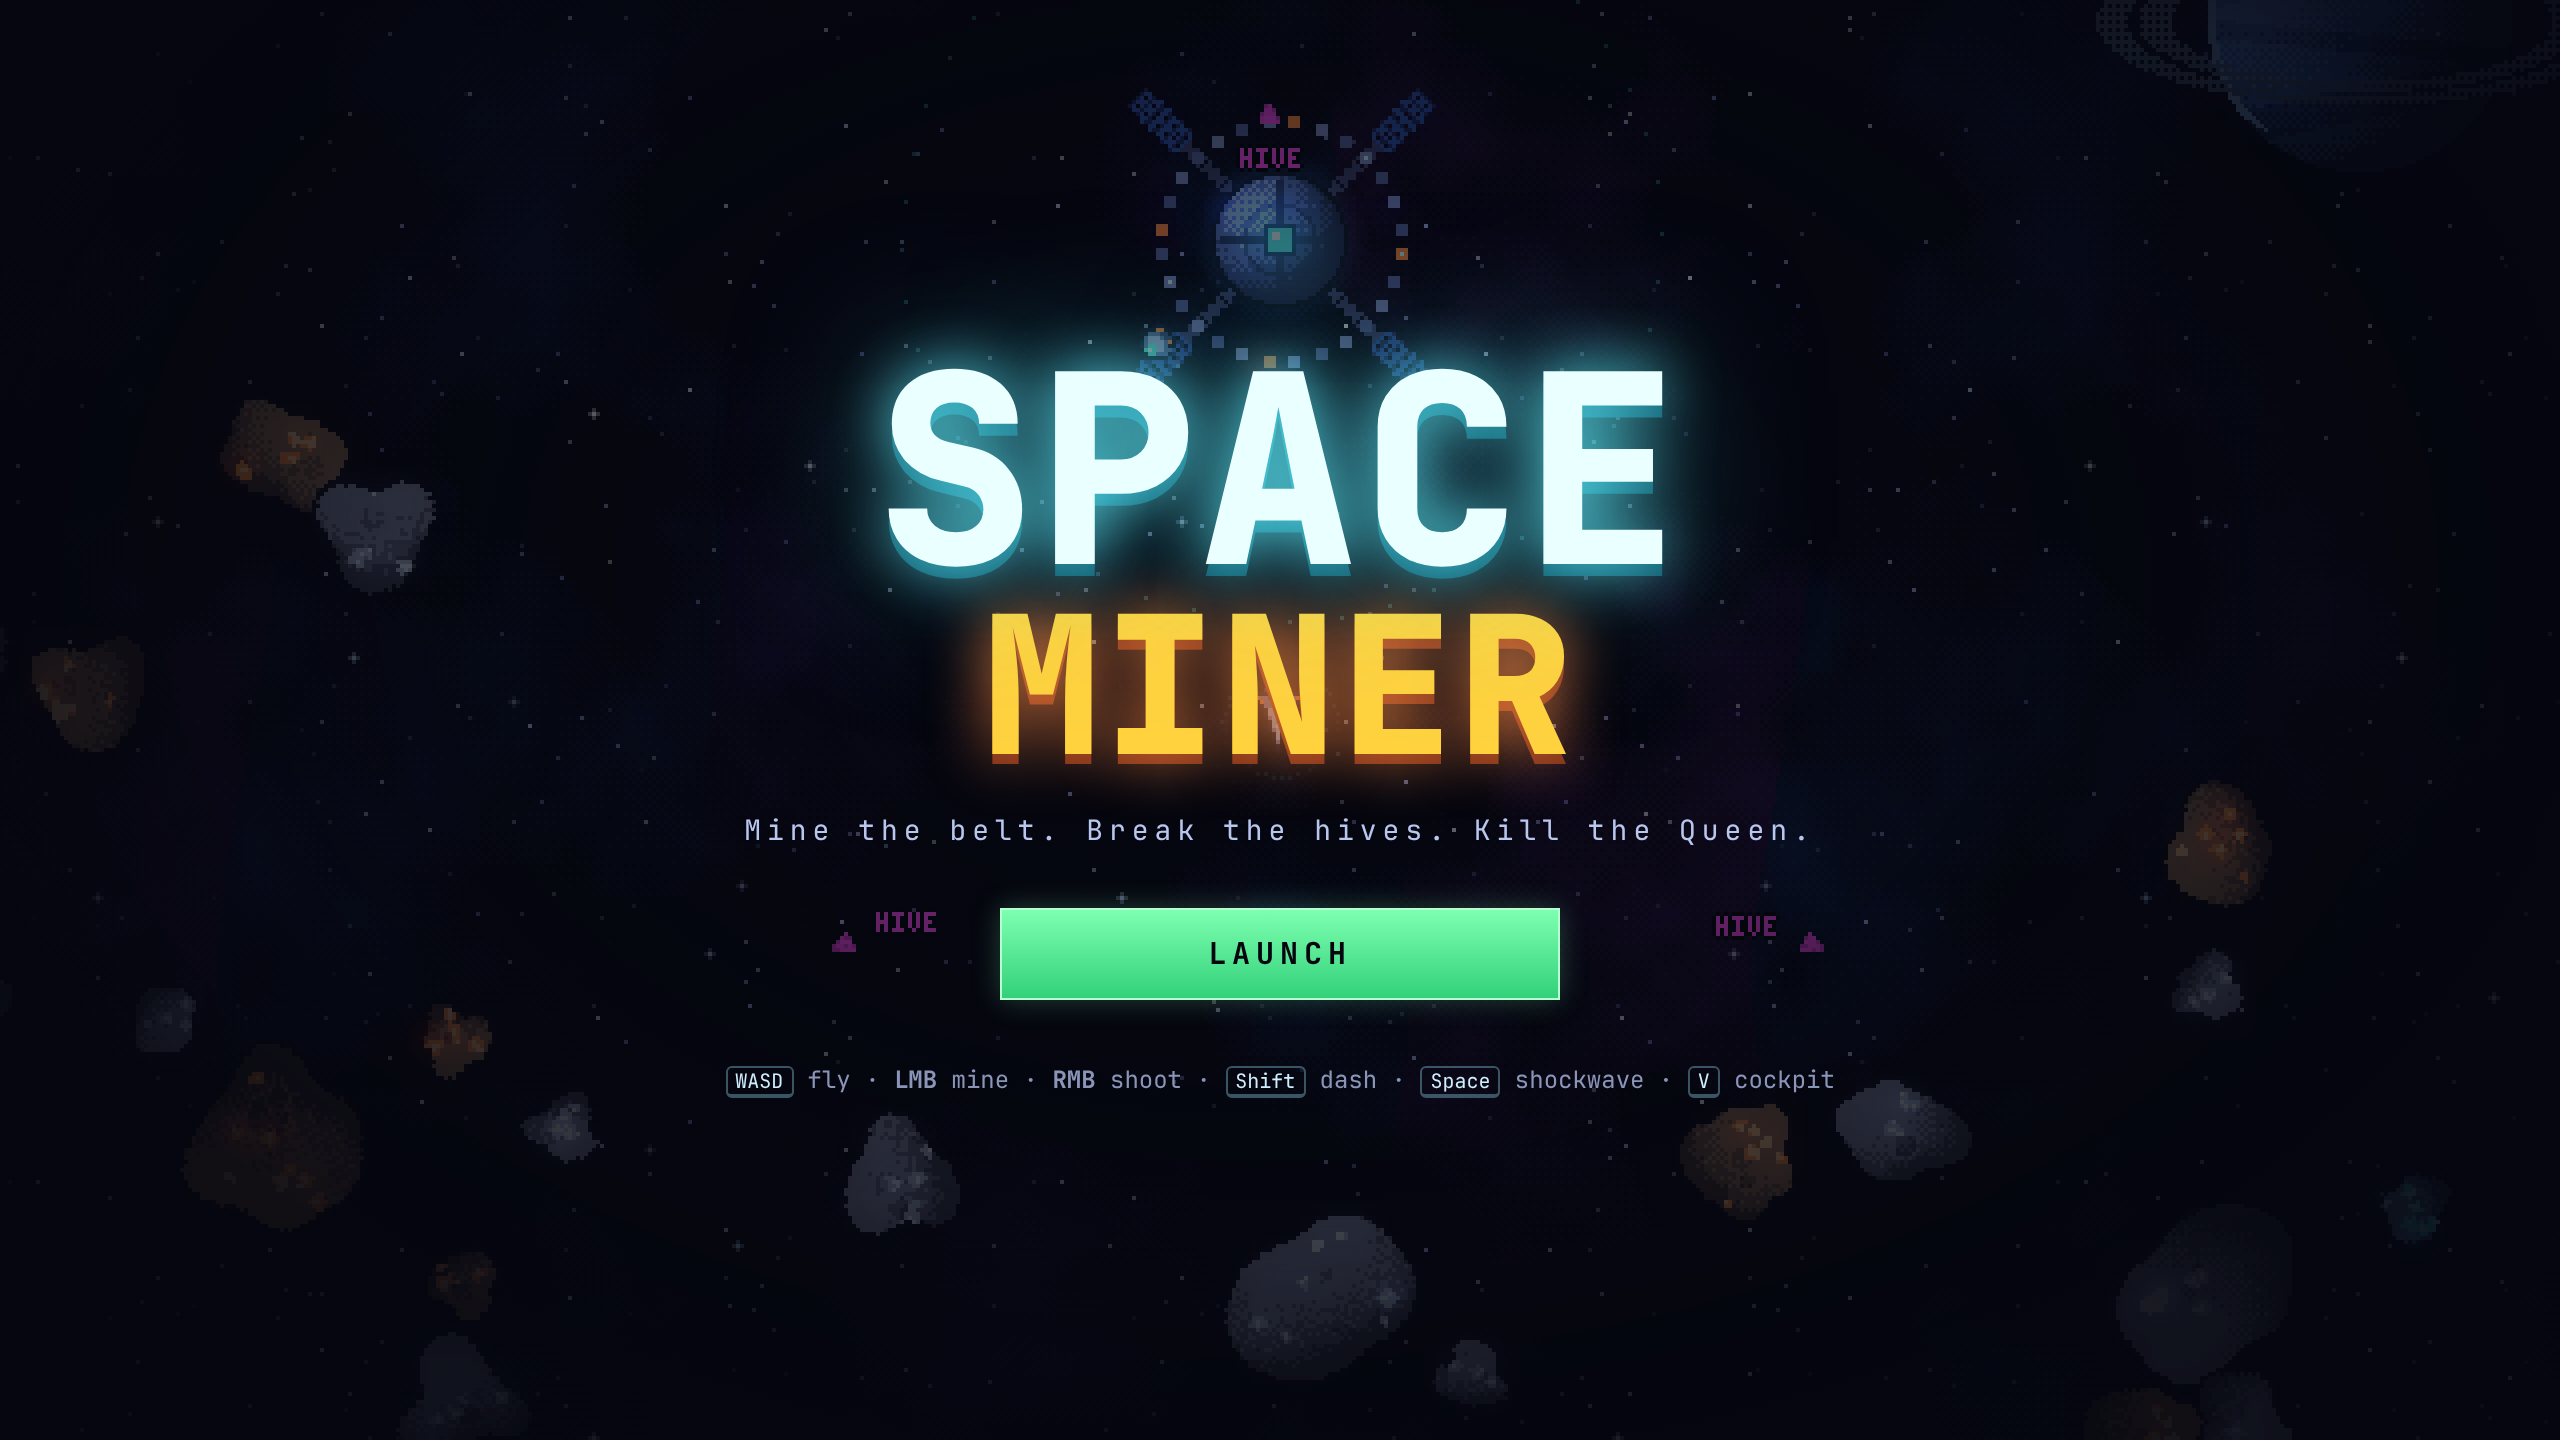 HIVE
SPACE
MINER
Mine the belt. Break the hives. Kill the Queen.
HIVE
LAUNCH
HIVE
WASD fly · LMB mine · RMB shoot · Shift dash · Space shockwave · V cockpit